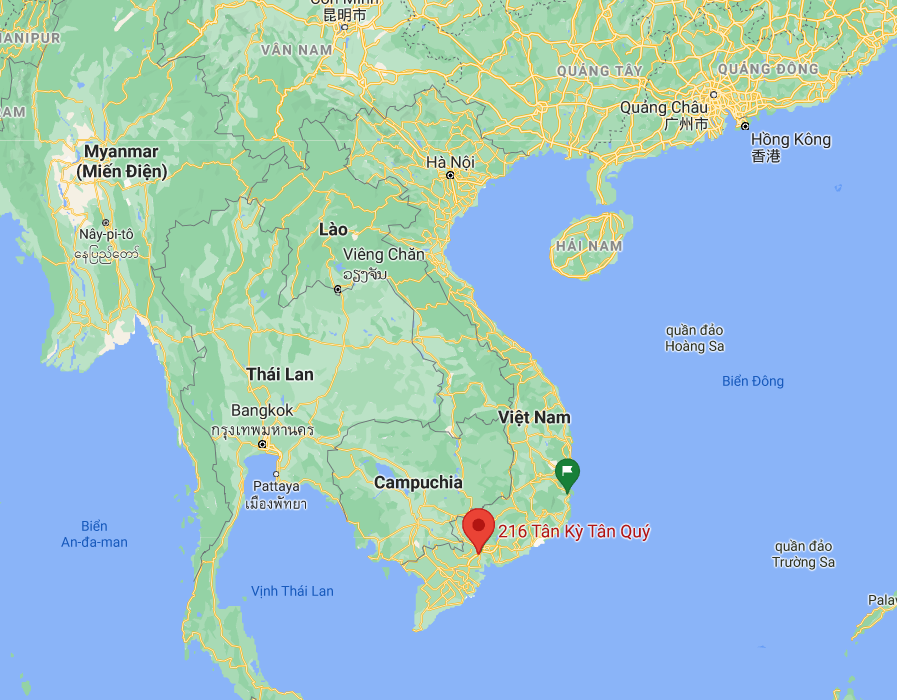 Côn Minh
昆明市
MANIPUR
VÂN NAM
QUẢNG TÂY
QUẢNG ĐÔNG
Quảng Châu
广州市
Hồng Kông
香港
Myanmar
(Miến Điện)
Hà Nội
Nây-pi-tô
နေပြည်တော်
Lào
Viêng Chăn
ວຽງຈັນ
HẢI NAM
quần đảo
Hoàng Sa
Biển Đông
Thái Lan
Bangkok
กรุงเทพมหานคร
Việt Nam
Pattaya
เมืองพัทยา
Campuchia
216 Tân Kỳ Tân Quý
Biển
An-đa-man
Vịnh Thái Lan
quần đảo
Trường Sa